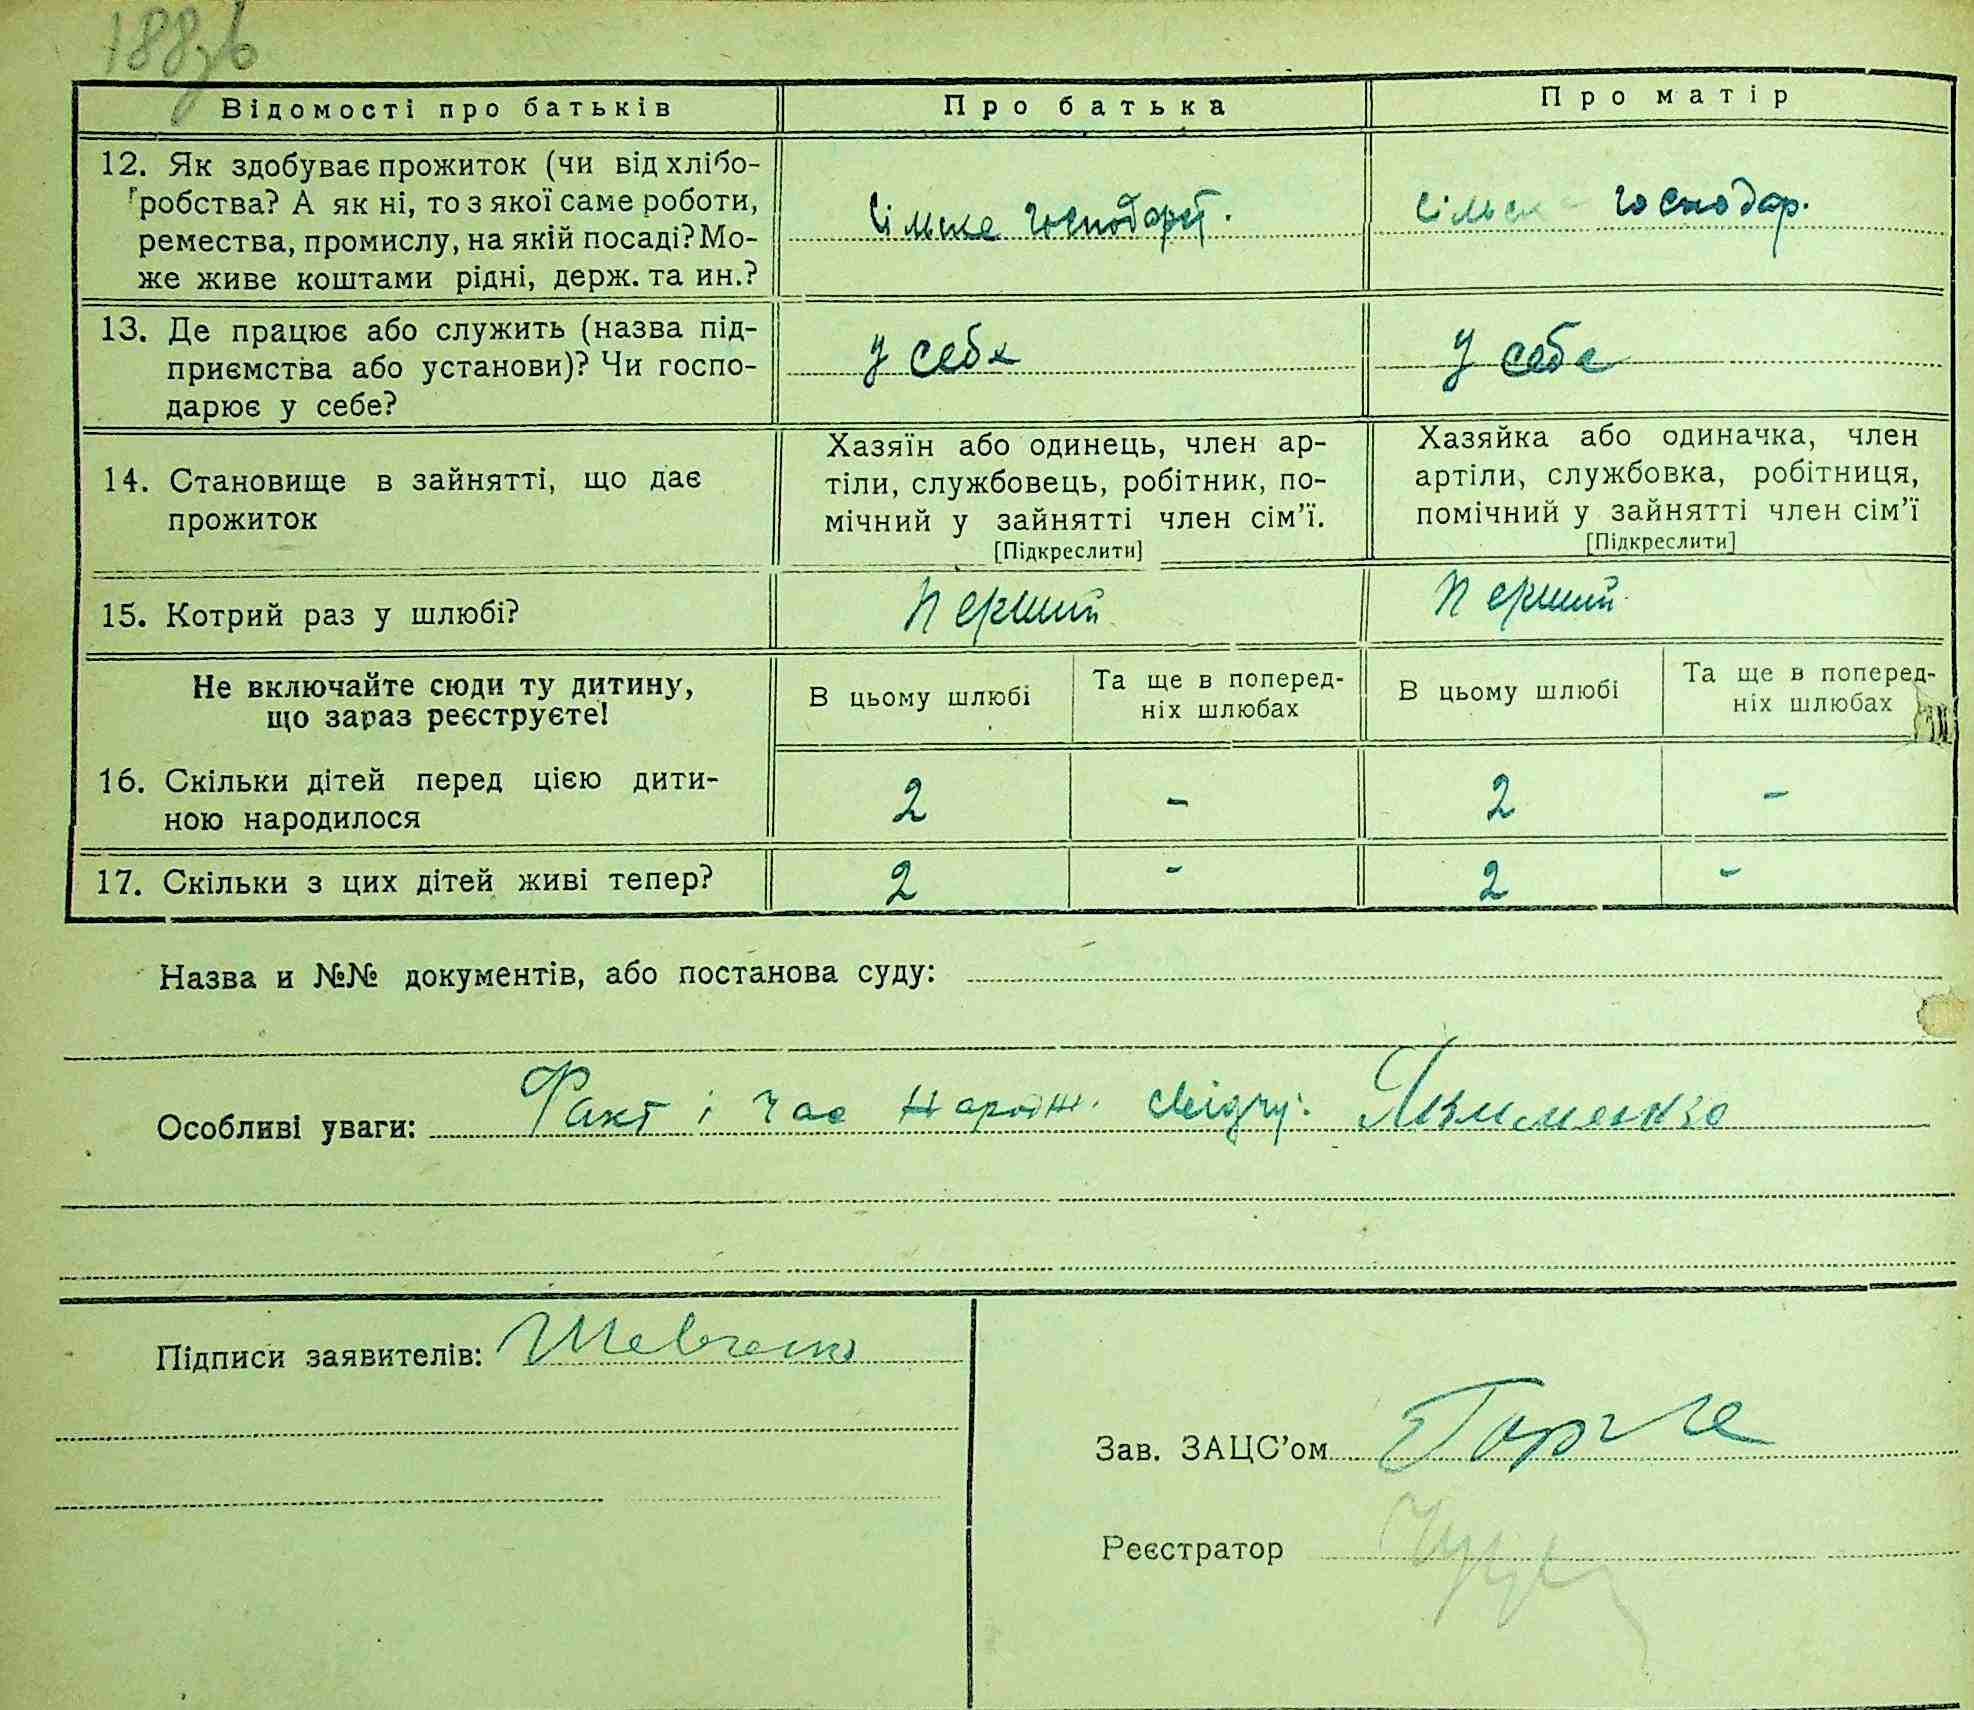 188зв
Відомості про батьків
Про батька
Про матір
12. Як здобуває прожиток (чи від хлібо-
робства? А як ні, то з якої саме роботи,
ремества, промислу, на якій посаді? Мо-
же живе коштами рідні, держ. та ин.?
Сільське господарст.
Сільск господар.
13. Де працює або служить (назва під-
приємства або установи)? Чи госпо-
дарює у себе?
у себе
у себе
14. Становище в зайнятті, що дає
прожиток
Хазяїн або одинець, член ар-
тіли, службовець, робітник, по-
мічний у зайнятті член сім'ї.
[Підкреслити]
Хазяйка або одиначка, член
артіли, службовка, робітниця,
помічний у зайнятті член сім'ї
[Підкреслити]
15. Котрий раз у шлюбі?
перший
перший
Не включайте сюди ту дитину,
що зараз реєструєте!
В цьому шлюбі
Та ще в поперед-
ніх шлюбах
В цьому шлюбі
Та ще в поперед-
ніх шлюбах
16. Скільки дітей перед цією дити-
ною народилося
2 - 2 -
17. Скільки з цих дітей живі тепер?
2 - 2 -
Назва и №№ документів, або постанова суду:
Особливі уваги: Факт і час народж. свідчу:
Підписи заявителів: Шевченко
Зав. ЗАЦС'ом
Реєстратор